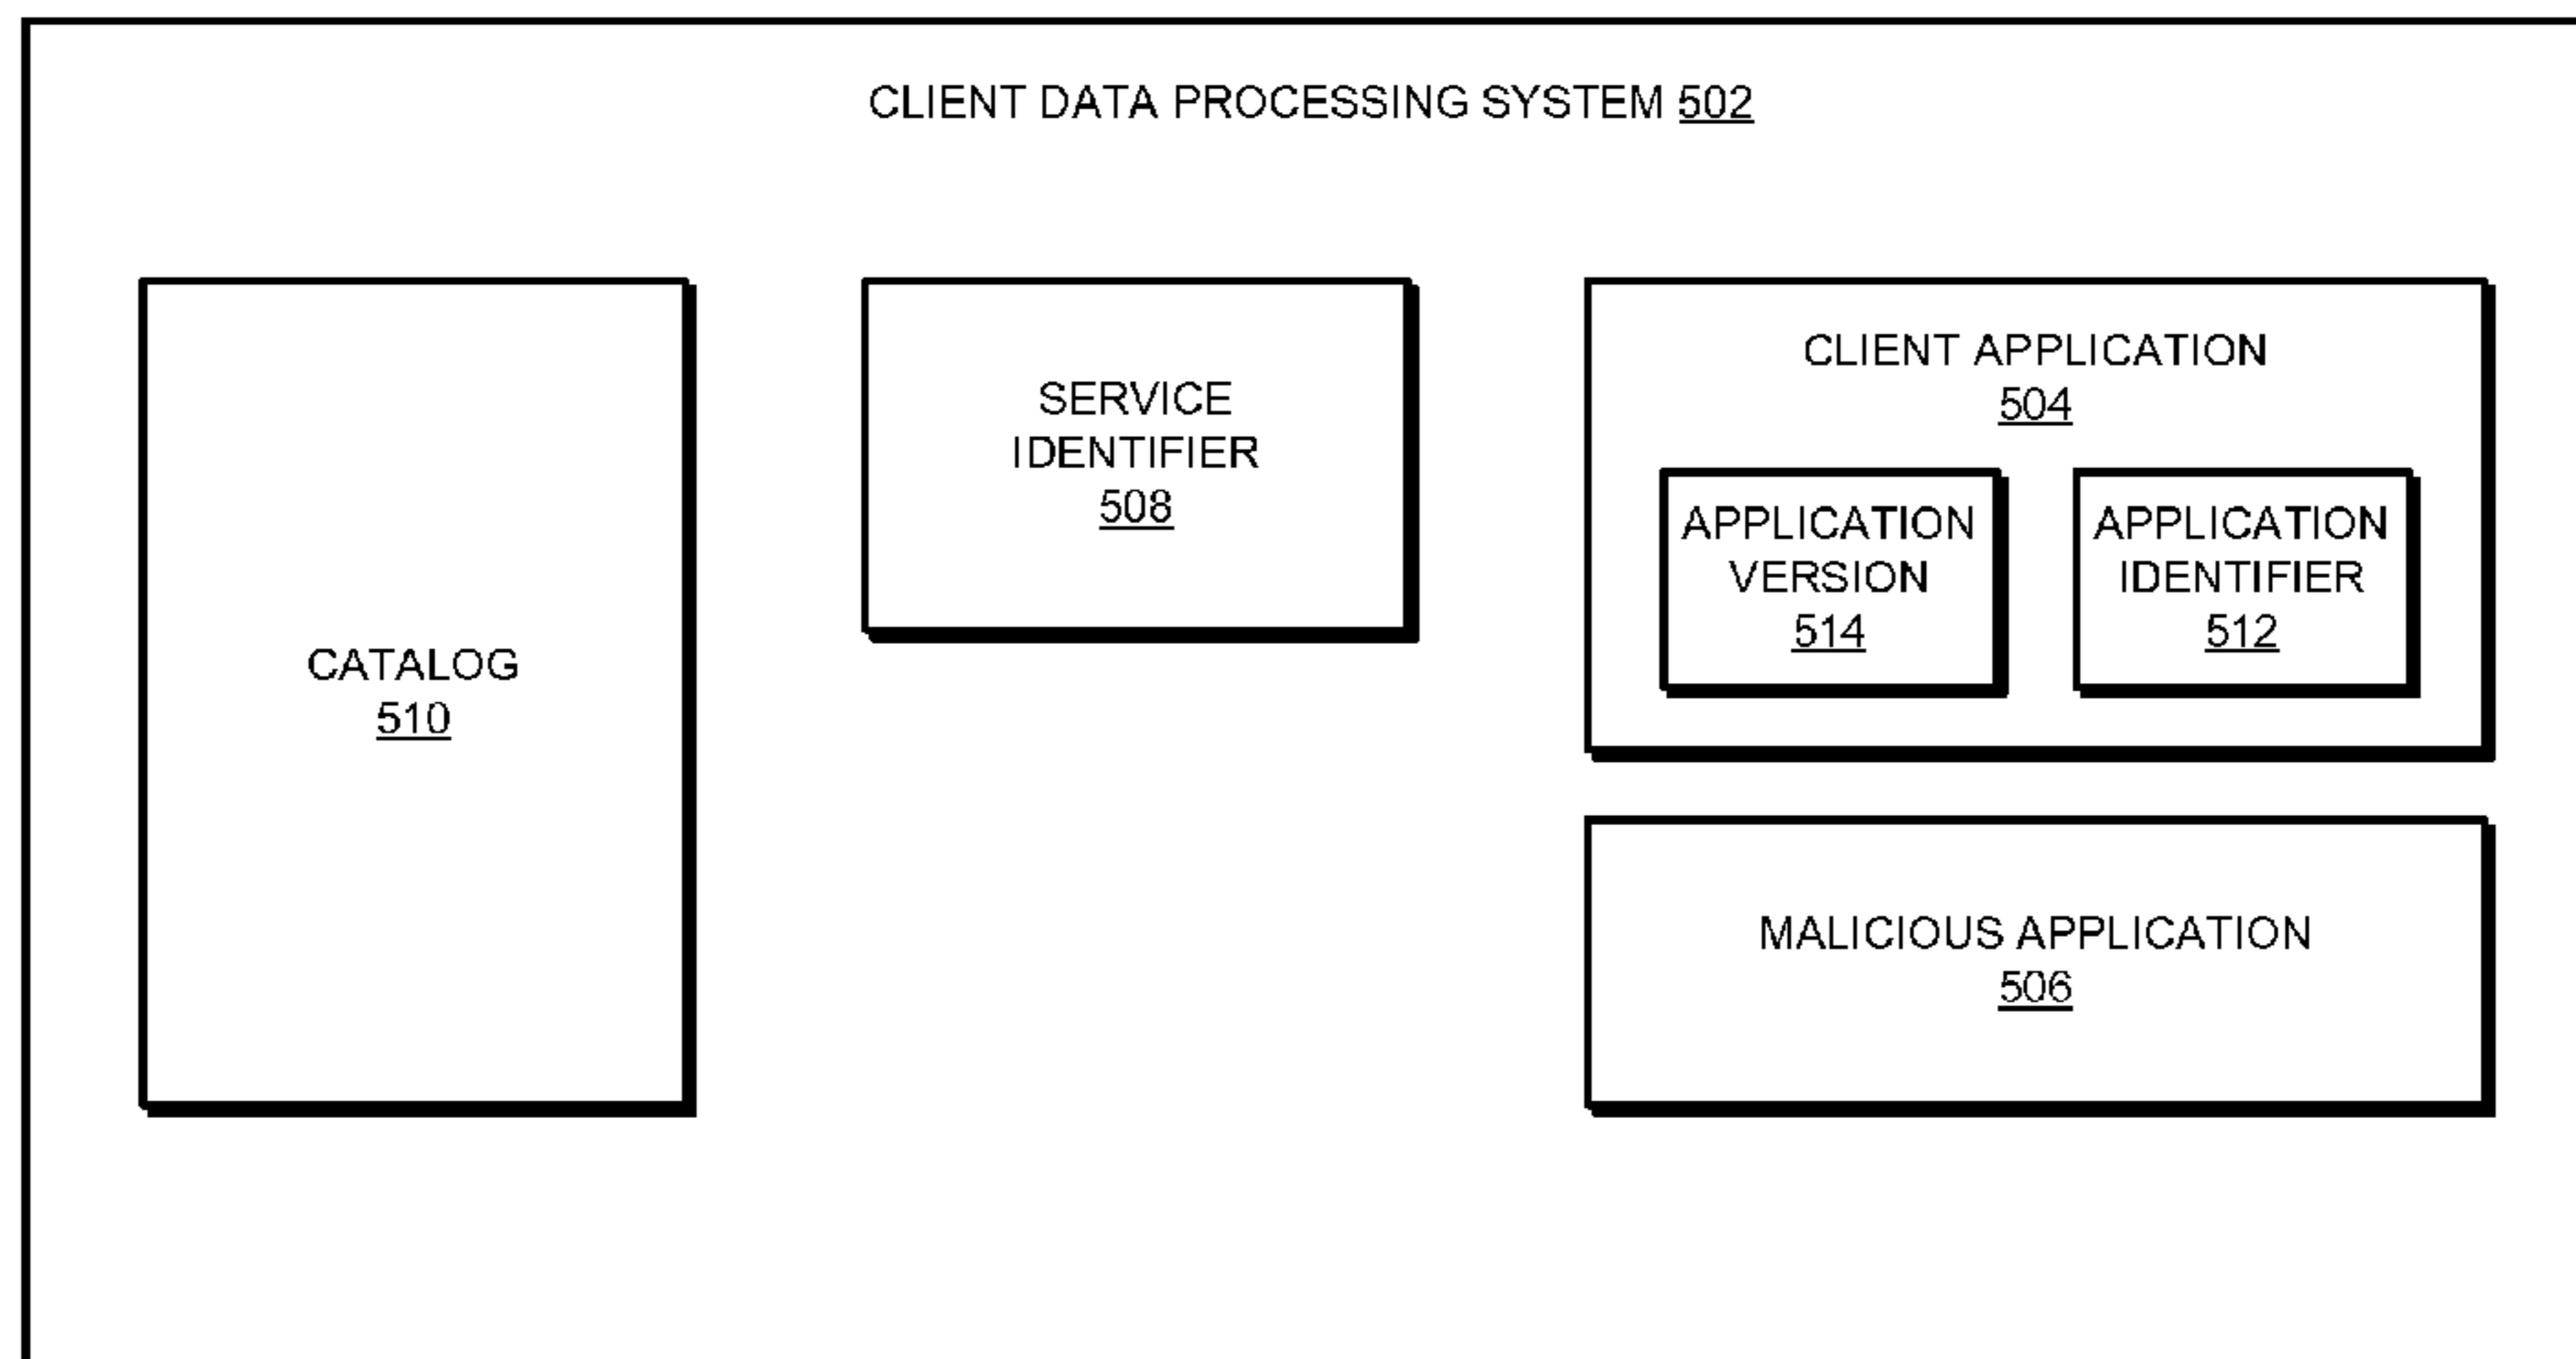 CLIENT DATA PROCESSING SYSTEM 502
CATALOG
510
SERVICE
IDENTIFIER
508
CLIENT APPLICATION
504
APPLICATION
VERSION
514
APPLICATION
IDENTIFIER
512
MALICIOUS APPLICATION
506